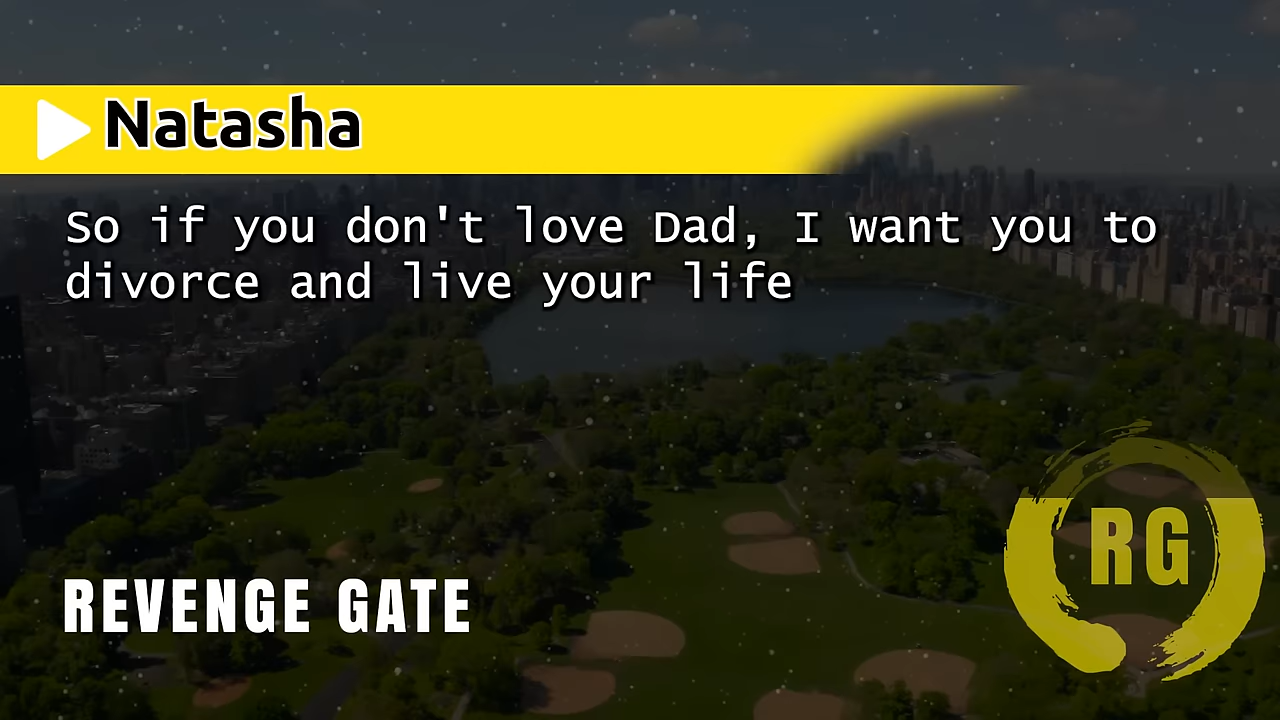 Natasha
So if you don't love Dad, I want you to
divorce and live your life
REVENGE GATE
RG